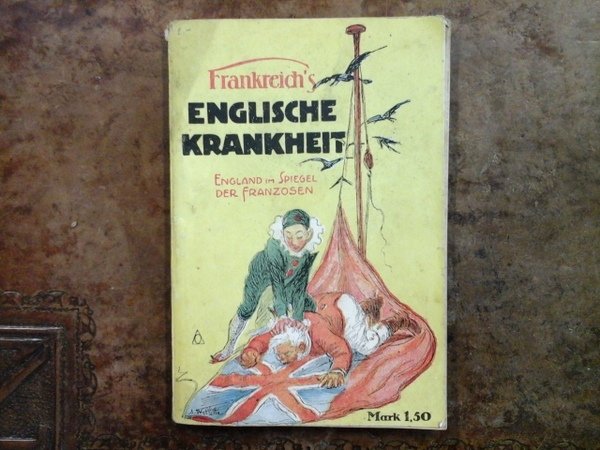 Frankreich's
ENGLISCHE
KRANKHEIT
ENGLAND IM SPIEGEL
DER FRANZOSEN
Mark 1,50